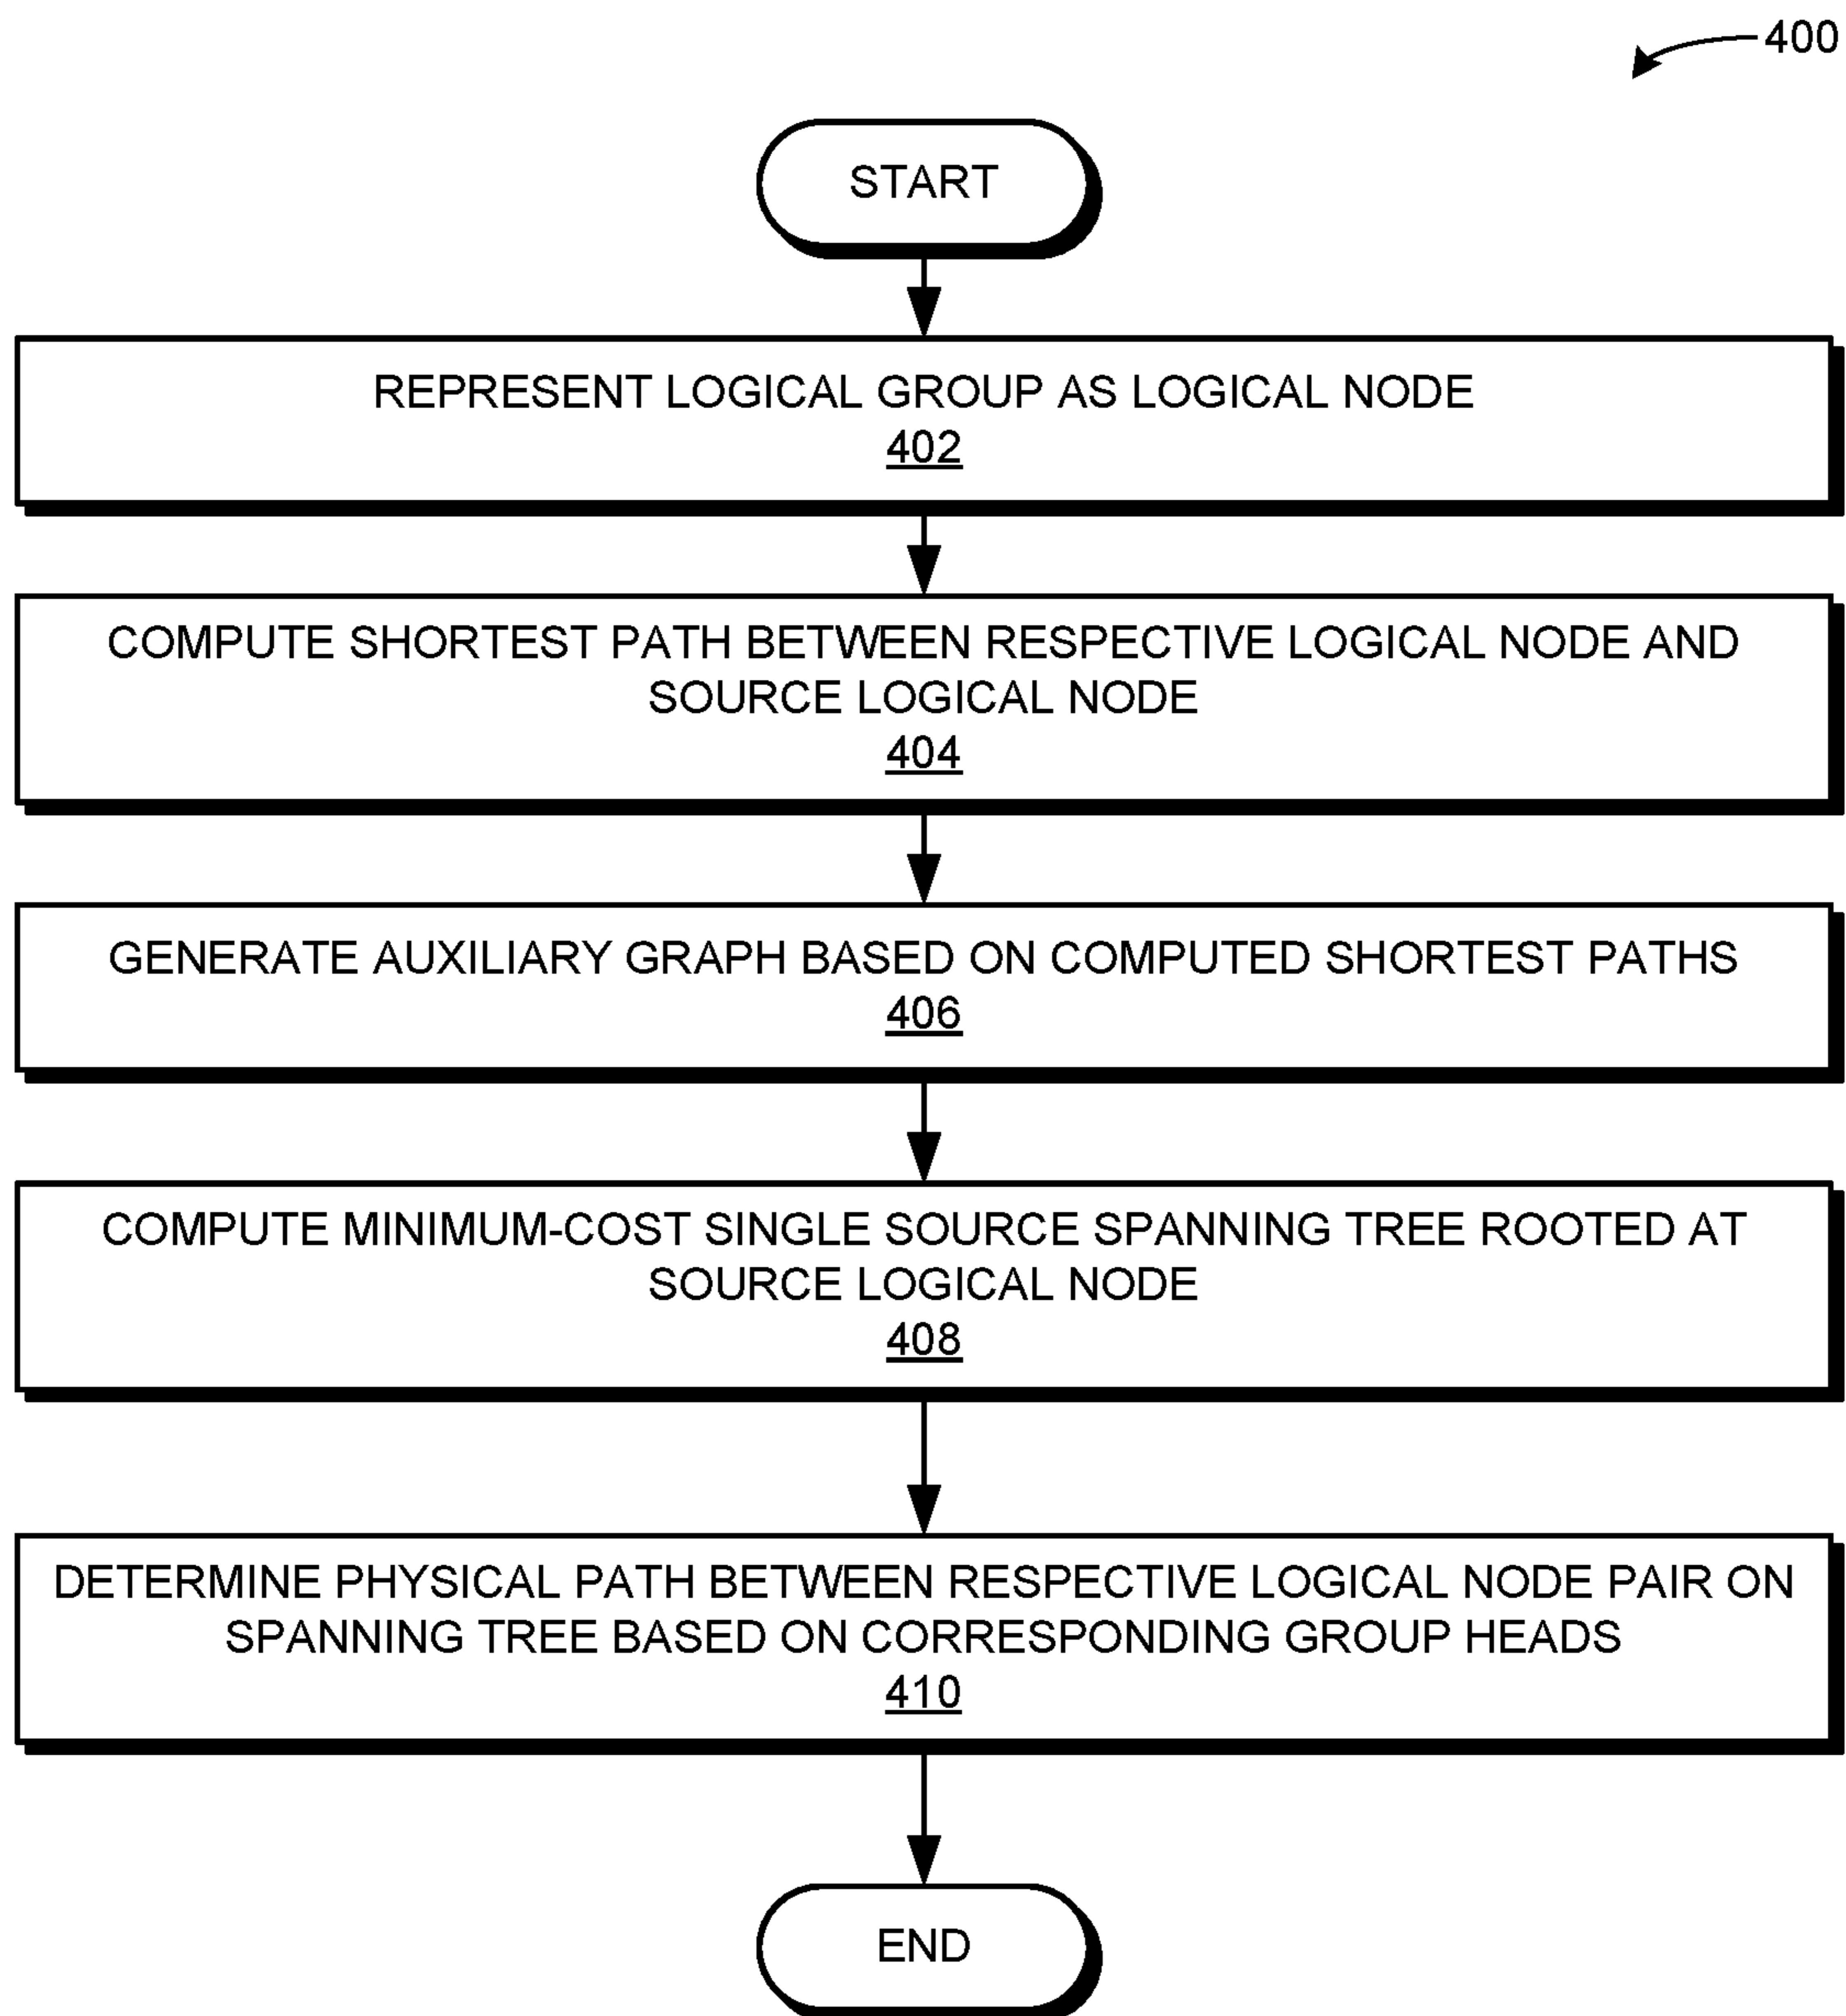 400
START
REPRESENT LOGICAL GROUP AS LOGICAL NODE
402
COMPUTE SHORTEST PATH BETWEEN RESPECTIVE LOGICAL NODE AND
SOURCE LOGICAL NODE
404
GENERATE AUXILIARY GRAPH BASED ON COMPUTED SHORTEST PATHS
406
COMPUTE MINIMUM-COST SINGLE SOURCE SPANNING TREE ROOTED AT
SOURCE LOGICAL NODE
408
DETERMINE PHYSICAL PATH BETWEEN RESPECTIVE LOGICAL NODE PAIR ON
SPANNING TREE BASED ON CORRESPONDING GROUP HEADS
410
END